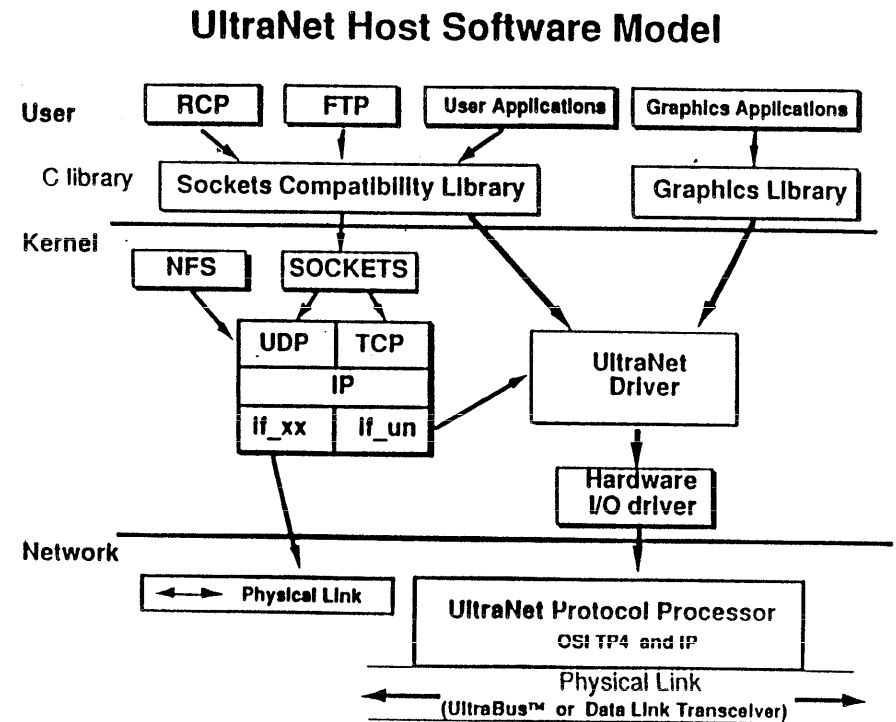 UltraNet Host Software Model
User
RCP
FTP
User Applications
Graphics Applications
C library
Sockets Compatibility Library
Graphics Library
Kernel
NFS
SOCKETS
UDP
TCP
IP
if_xx
if_un
UltraNet
Driver
Hardware
I/O driver
Network
Physical Link
UltraNet Protocol Processor
OSI TP4 and IP
Physical Link
(UltraBus™ or Data Link Transceiver)